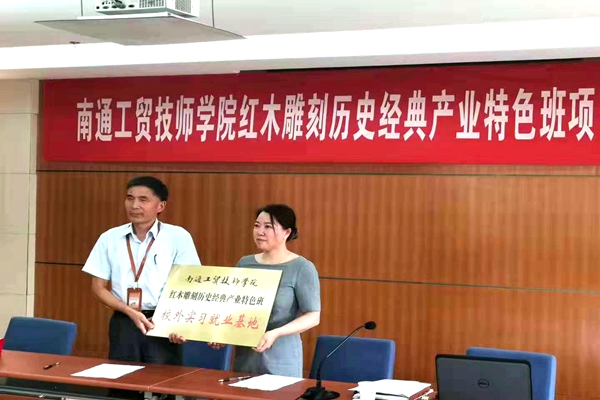 南通工贸技师学院红木雕刻历史经典产业特色班项
南通工贸技师学院
红木雕刻历史经典产业特色班
校外实习就业基地
DELL